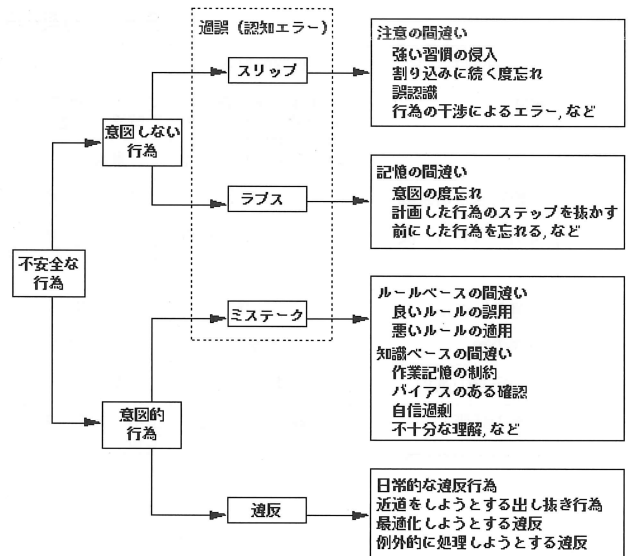 過誤（認知エラー）
スリップ
注意の間違い
強い習慣の侵入
割り込みに続く度忘れ
誤認識
行為の干渉によるエラー, など
意図しない
行為
ラプス
記憶の間違い
意図の度忘れ
計画した行為のステップを抜かす
前にした行為を忘れる, など
不安全な
行為
ミステーク
ルールベースの間違い
良いルールの誤用
悪いルールの適用
知識ベースの間違い
作業記憶の制約
バイアスのある確認
自信過剰
不十分な理解, など
意図的
行為
違反
日常的な違反行為
近道をしようとする出し抜き行為
最適化しようとする違反
例外的に処理しようとする違反